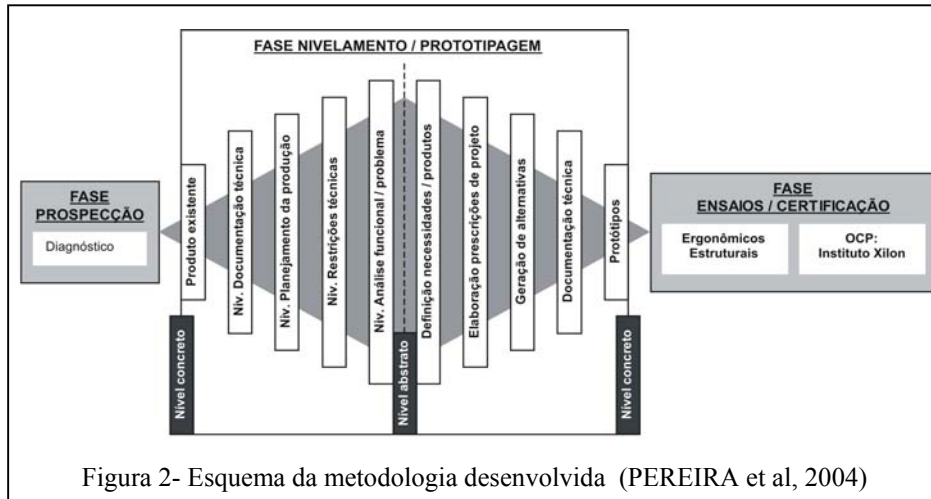 FASE NIVELAMENTO / PROTOTIPAGEM
FASE
PROSPECÇÃO
Diagnóstico
Produto existente
Niv. Documentação técnica
Niv. Planejamento da produção
Niv. Restrições técnicas
Niv. Análise funcional / problema
Definição necessidades / produtos
Elaboração prescrições de projeto
Geração de alternativas
Documentação técnica
Protótipos
Nível concreto
Nível abstrato
Nível concreto
FASE
ENSAIOS / CERTIFICAÇÃO
Ergonômicos
Estruturais
OCP:
Instituto Xilon
Figura 2- Esquema da metodologia desenvolvida (PEREIRA et al, 2004)